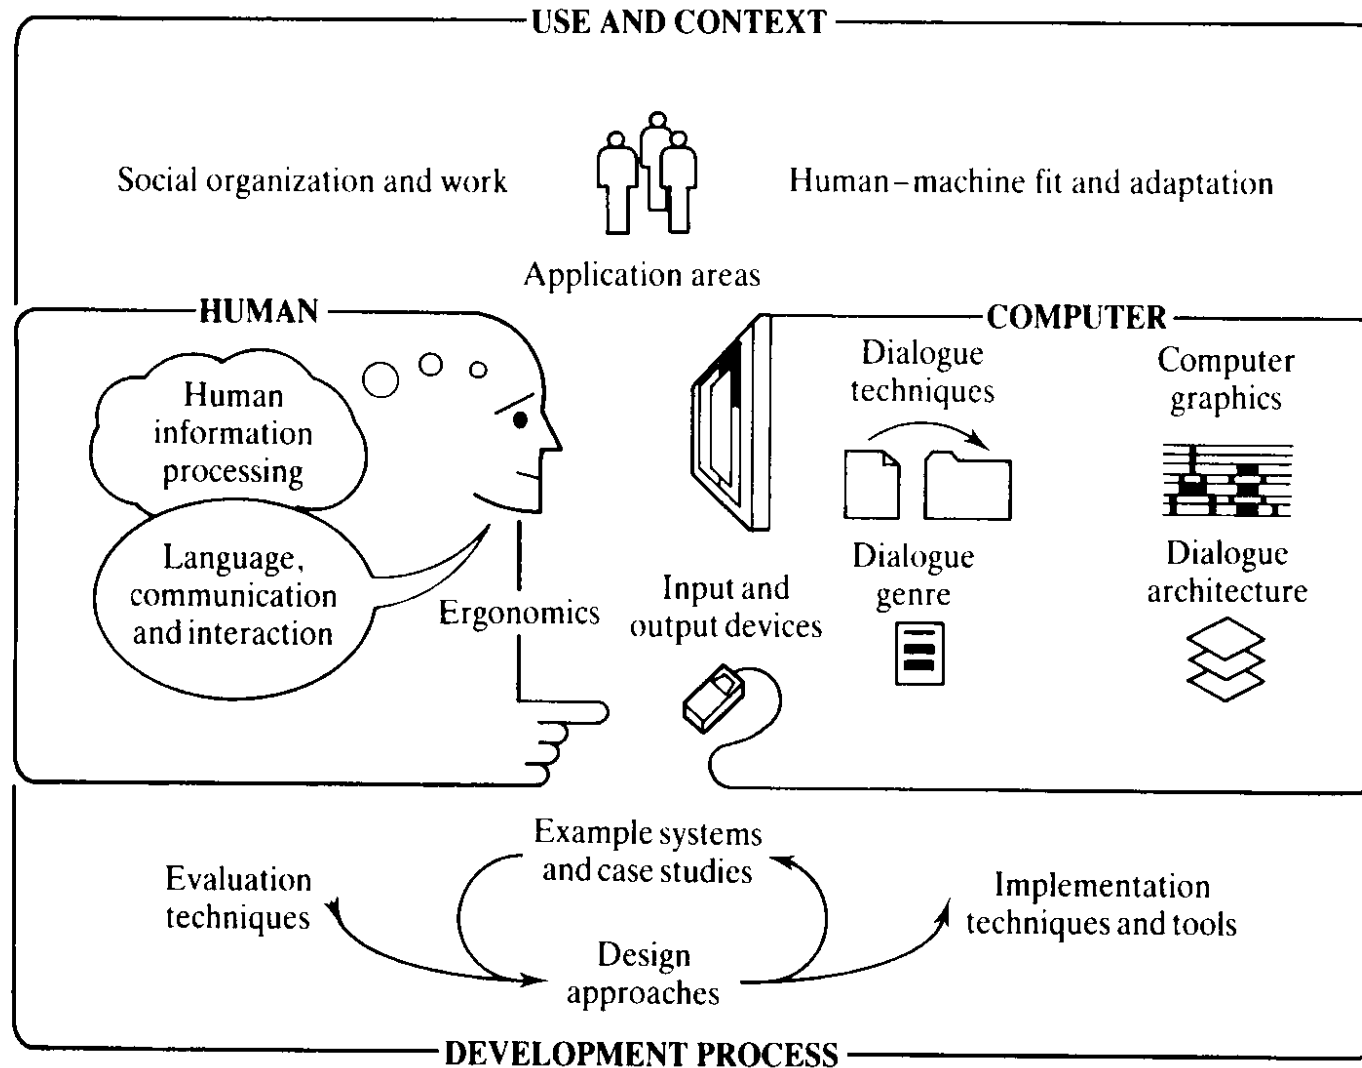 USE AND CONTEXT
Social organization and work
Human–machine fit and adaptation
Application areas
HUMAN
COMPUTER
Human
information
processing
Language,
communication
and interaction
Ergonomics
Input and
output devices
Dialogue
techniques
Computer
graphics
Dialogue
genre
Dialogue
architecture
Example systems
and case studies
Evaluation
techniques
Implementation
techniques and tools
Design
approaches
DEVELOPMENT PROCESS